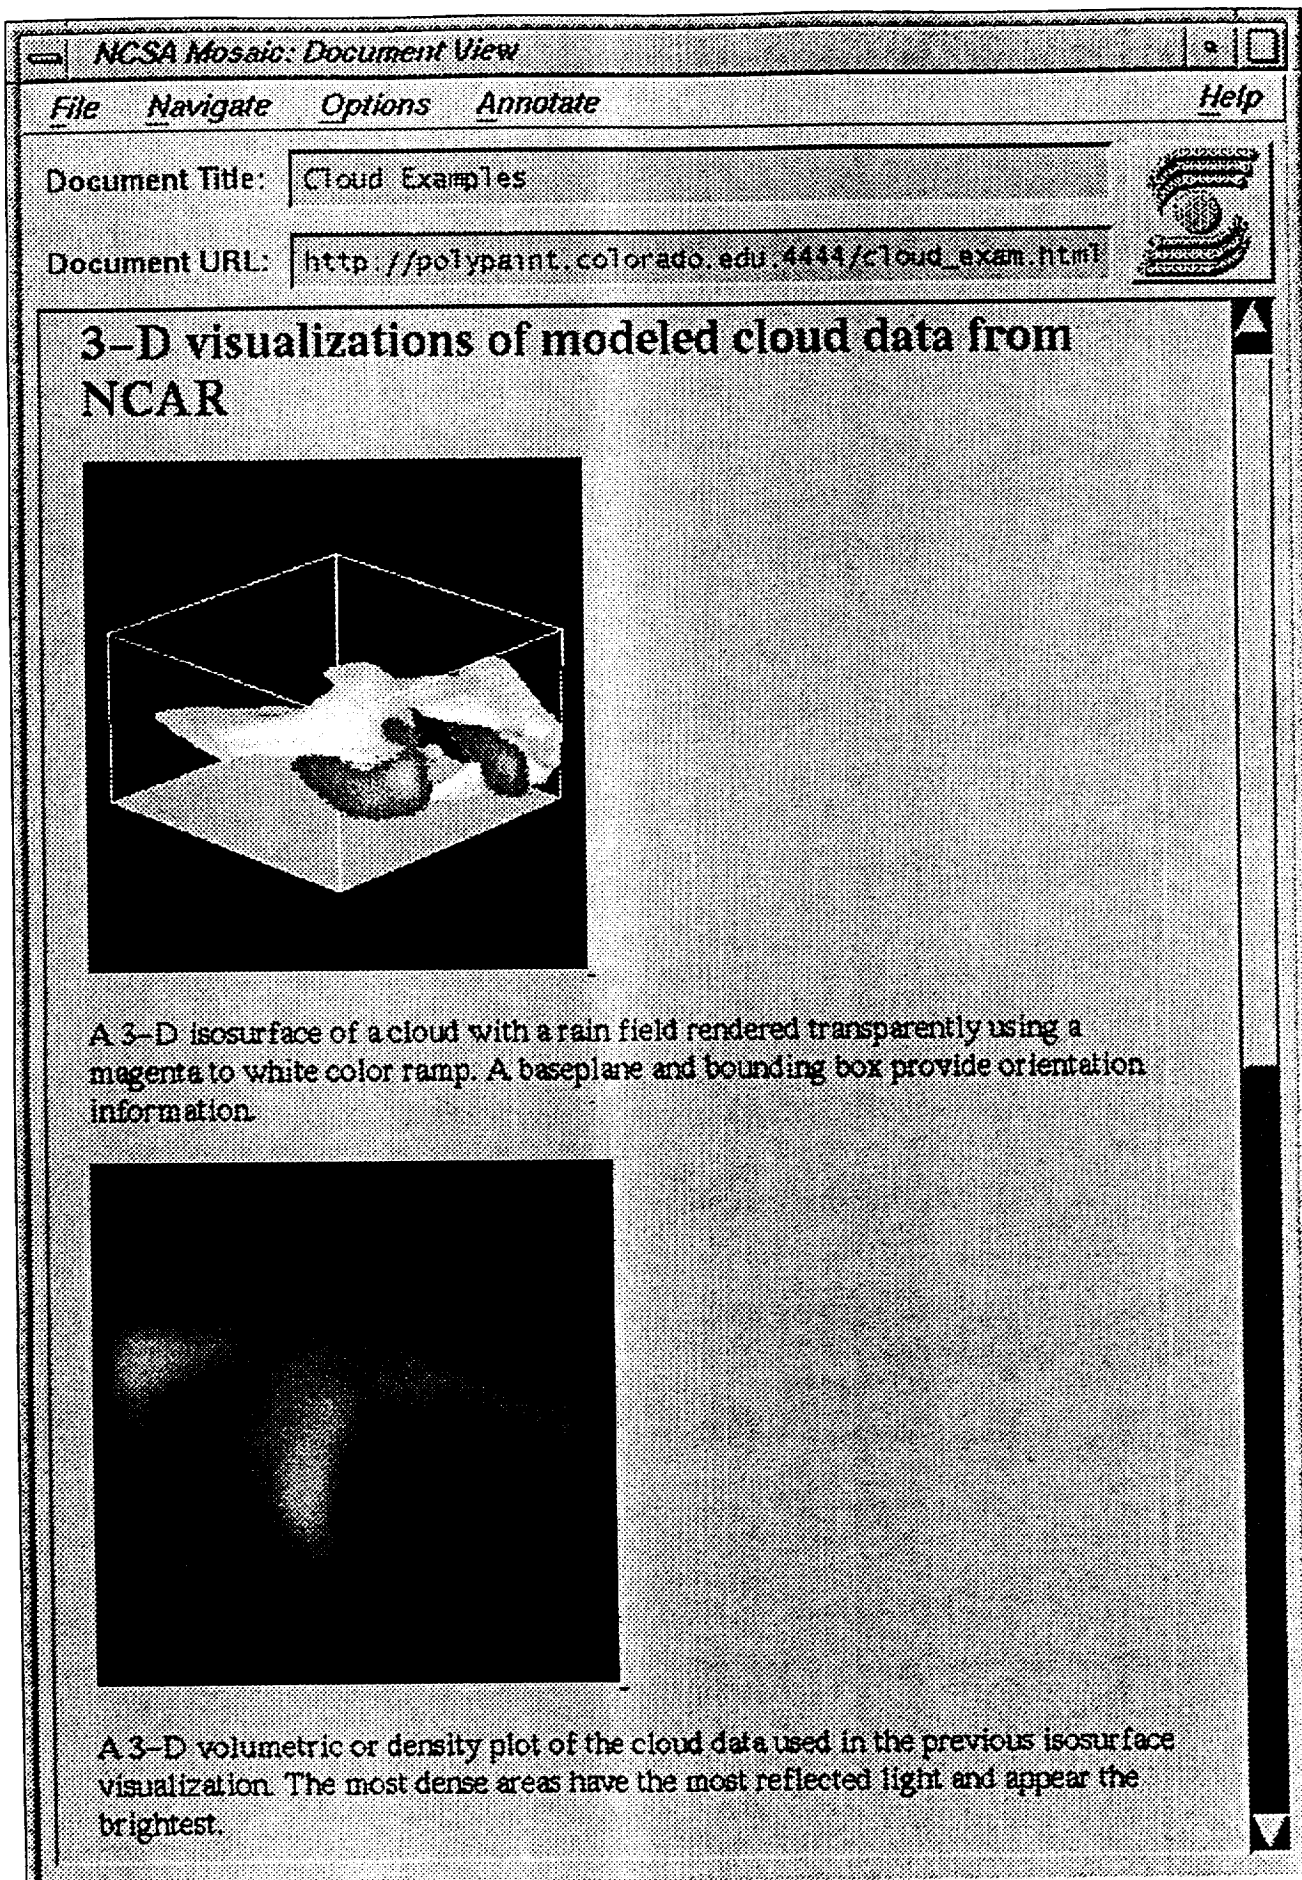 NCSA Mosaic: Document View
File Navigate Options Annotate Help
Document Title: Cloud Examples
Document URL: http://polypaint.colorado.edu:4444/cloud_exam.html
3-D visualizations of modeled cloud data from
NCAR
A 3-D isosurface of a cloud with a rain field rendered transparently using a
magenta to white color ramp. A baseplane and bounding box provide orientation
information.
A 3-D volumetric or density plot of the cloud data used in the previous isosurface
visualization. The most dense areas have the most reflected light and appear the
brightest.